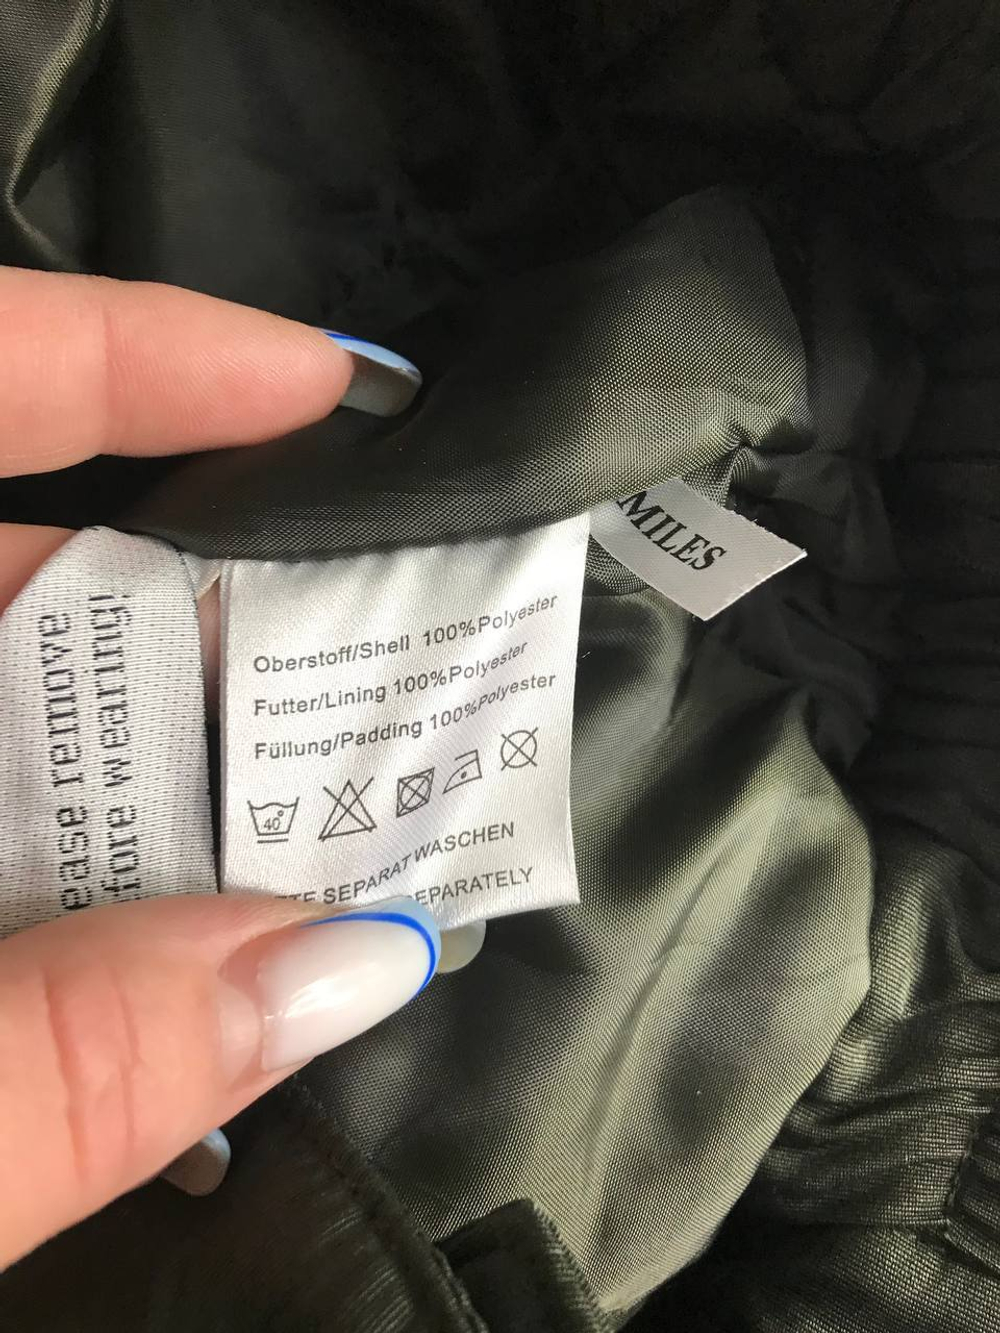 Oberstoff/Shell 100%Polyester
Futter/Lining 100%Polyester
Füllung/Padding 100%Polyester
40°
SEPARAT WASCHEN
MILES
remove
wearing